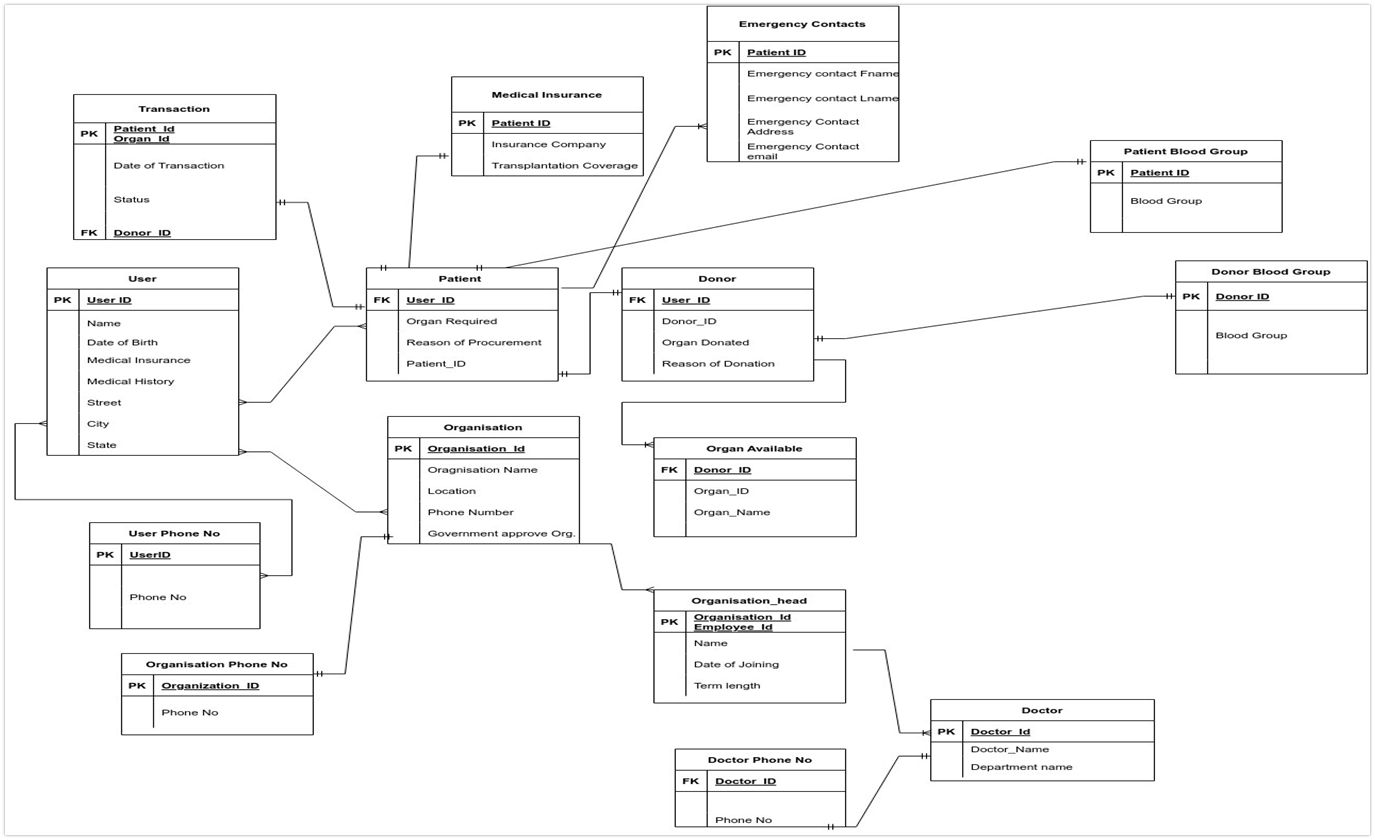 Emergency Contacts
PK Patient ID
Emergency contact Fname
Emergency contact Lname
Emergency Contact
Address
Emergency Contact
email
Medical Insurance
PK Patient ID
Insurance Company
Transplantation Coverage
Transaction
PK Patient_Id
Organ_Id
Date of Transaction
Status
FK Donor_ID
Patient Blood Group
PK Patient ID
Blood Group
User
PK User ID
Name
Date of Birth
Medical Insurance
Medical History
Street
City
State
Patient
FK User_ID
Organ Required
Reason of Procurement
Patient_ID
Donor
FK User_ID
Donor_ID
Organ Donated
Reason of Donation
Donor Blood Group
PK Donor ID
Blood Group
Organisation
PK Organisation_Id
Oragnisation Name
Location
Phone Number
Government approve Org.
Organ Available
FK Donor_ID
Organ_ID
Organ_Name
User Phone No
PK UserID
Phone No
Organisation_head
PK Organisation_Id
Employee_Id
Name
Date of Joining
Term length
Organisation Phone No
PK Organization_ID
Phone No
Doctor
PK Doctor_Id
Doctor_Name
Department name
Doctor Phone No
FK Doctor_ID
Phone No